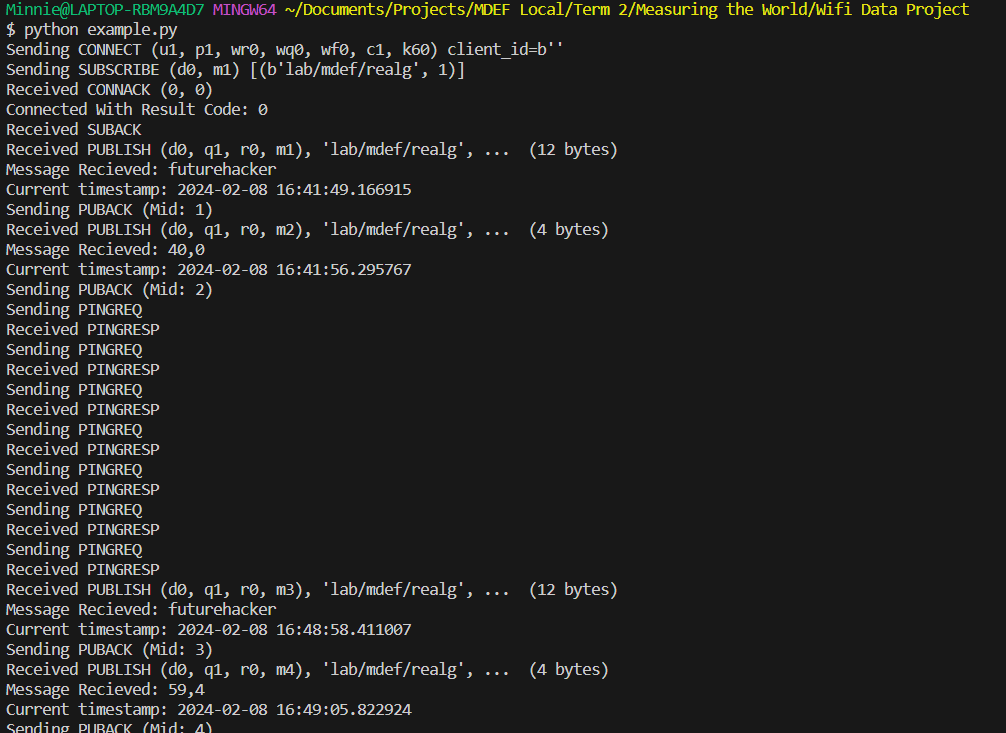 Minnie@LAPTOP-RBM9A4D7 MINGW64 ~/Documents/Projects/MDEF Local/Term 2/Measuring the World/Wifi Data Project
$ python example.py
Sending CONNECT (u1, p1, wr0, wq0, wf0, c1, k60) client_id=b''
Sending SUBSCRIBE (d0, m1) [(b'lab/mdef/realg', 1)]
Received CONNACK (0, 0)
Connected With Result Code: 0
Received SUBACK
Received PUBLISH (d0, q1, r0, m1), 'lab/mdef/realg', ...  (12 bytes)
Message Recieved: futurehacker
Current timestamp: 2024-02-08 16:41:49.166915
Sending PUBACK (Mid: 1)
Received PUBLISH (d0, q1, r0, m2), 'lab/mdef/realg', ...  (4 bytes)
Message Recieved: 40,0
Current timestamp: 2024-02-08 16:41:56.295767
Sending PUBACK (Mid: 2)
Sending PINGREQ
Received PINGRESP
Sending PINGREQ
Received PINGRESP
Sending PINGREQ
Received PINGRESP
Sending PINGREQ
Received PINGRESP
Sending PINGREQ
Received PINGRESP
Sending PINGREQ
Received PINGRESP
Sending PINGREQ
Received PINGRESP
Received PUBLISH (d0, q1, r0, m3), 'lab/mdef/realg', ...  (12 bytes)
Message Recieved: futurehacker
Current timestamp: 2024-02-08 16:48:58.411007
Sending PUBACK (Mid: 3)
Received PUBLISH (d0, q1, r0, m4), 'lab/mdef/realg', ...  (4 bytes)
Message Recieved: 59,4
Current timestamp: 2024-02-08 16:49:05.822924
Sending PUBACK (Mid: 4)